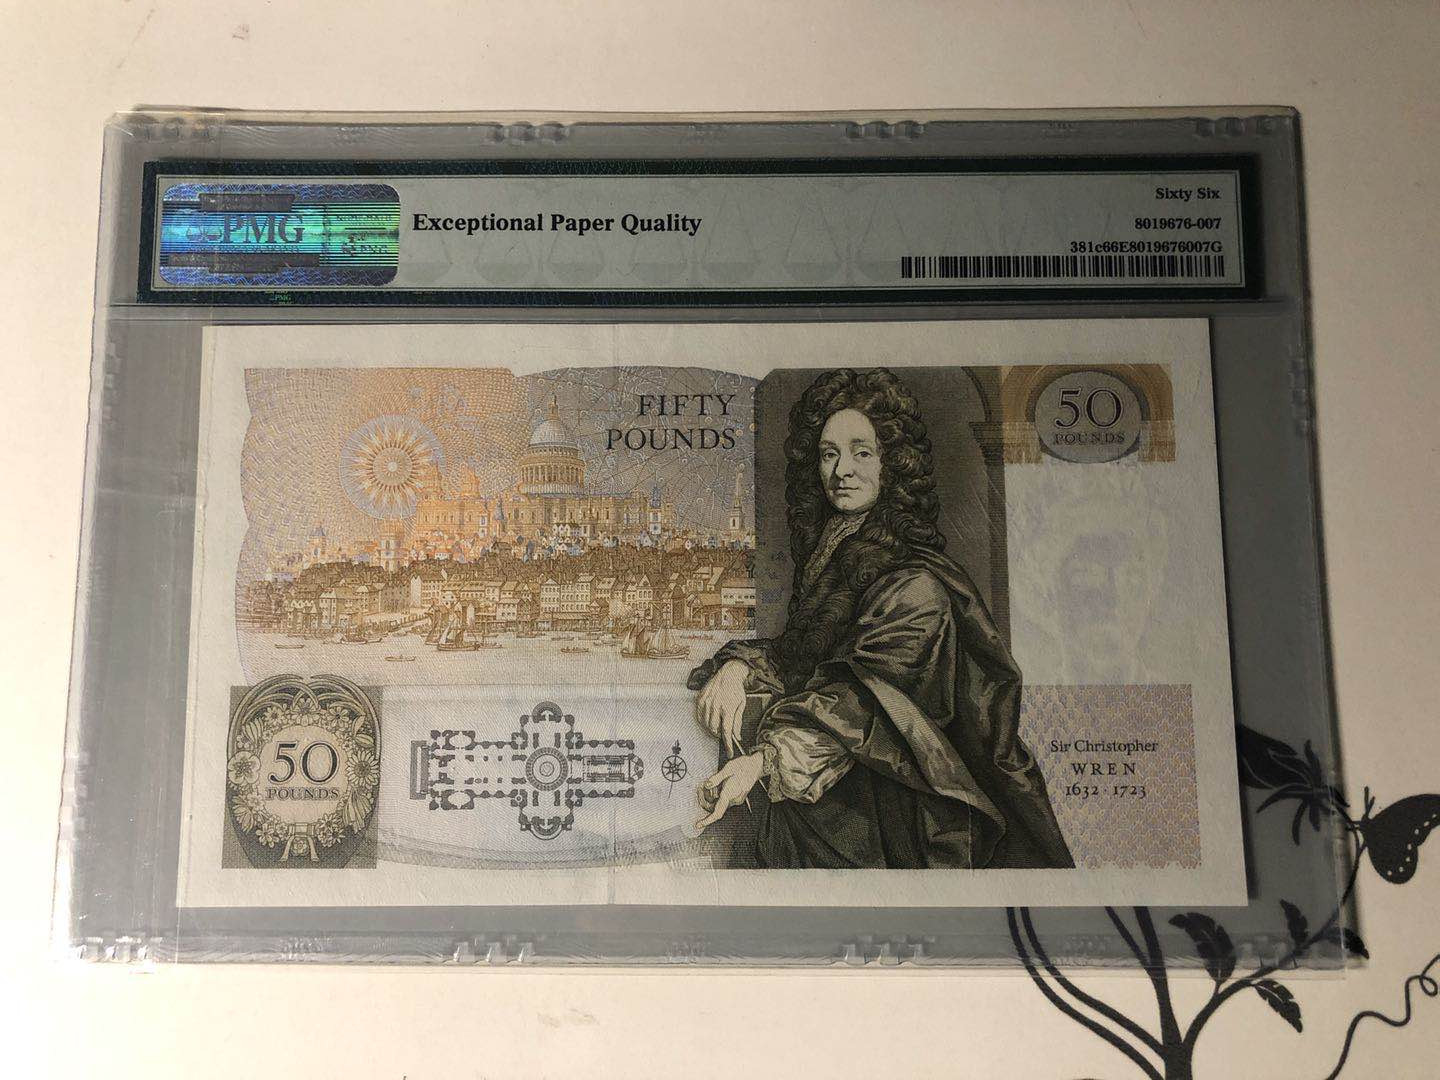 PMG
Exceptional Paper Quality
Sixty Six
8019676-007
381c66E8019676007G
PMG
FIFTY
POUNDS
50
POUNDS
50
POUNDS
Sir Christopher
WREN
1632 · 1723